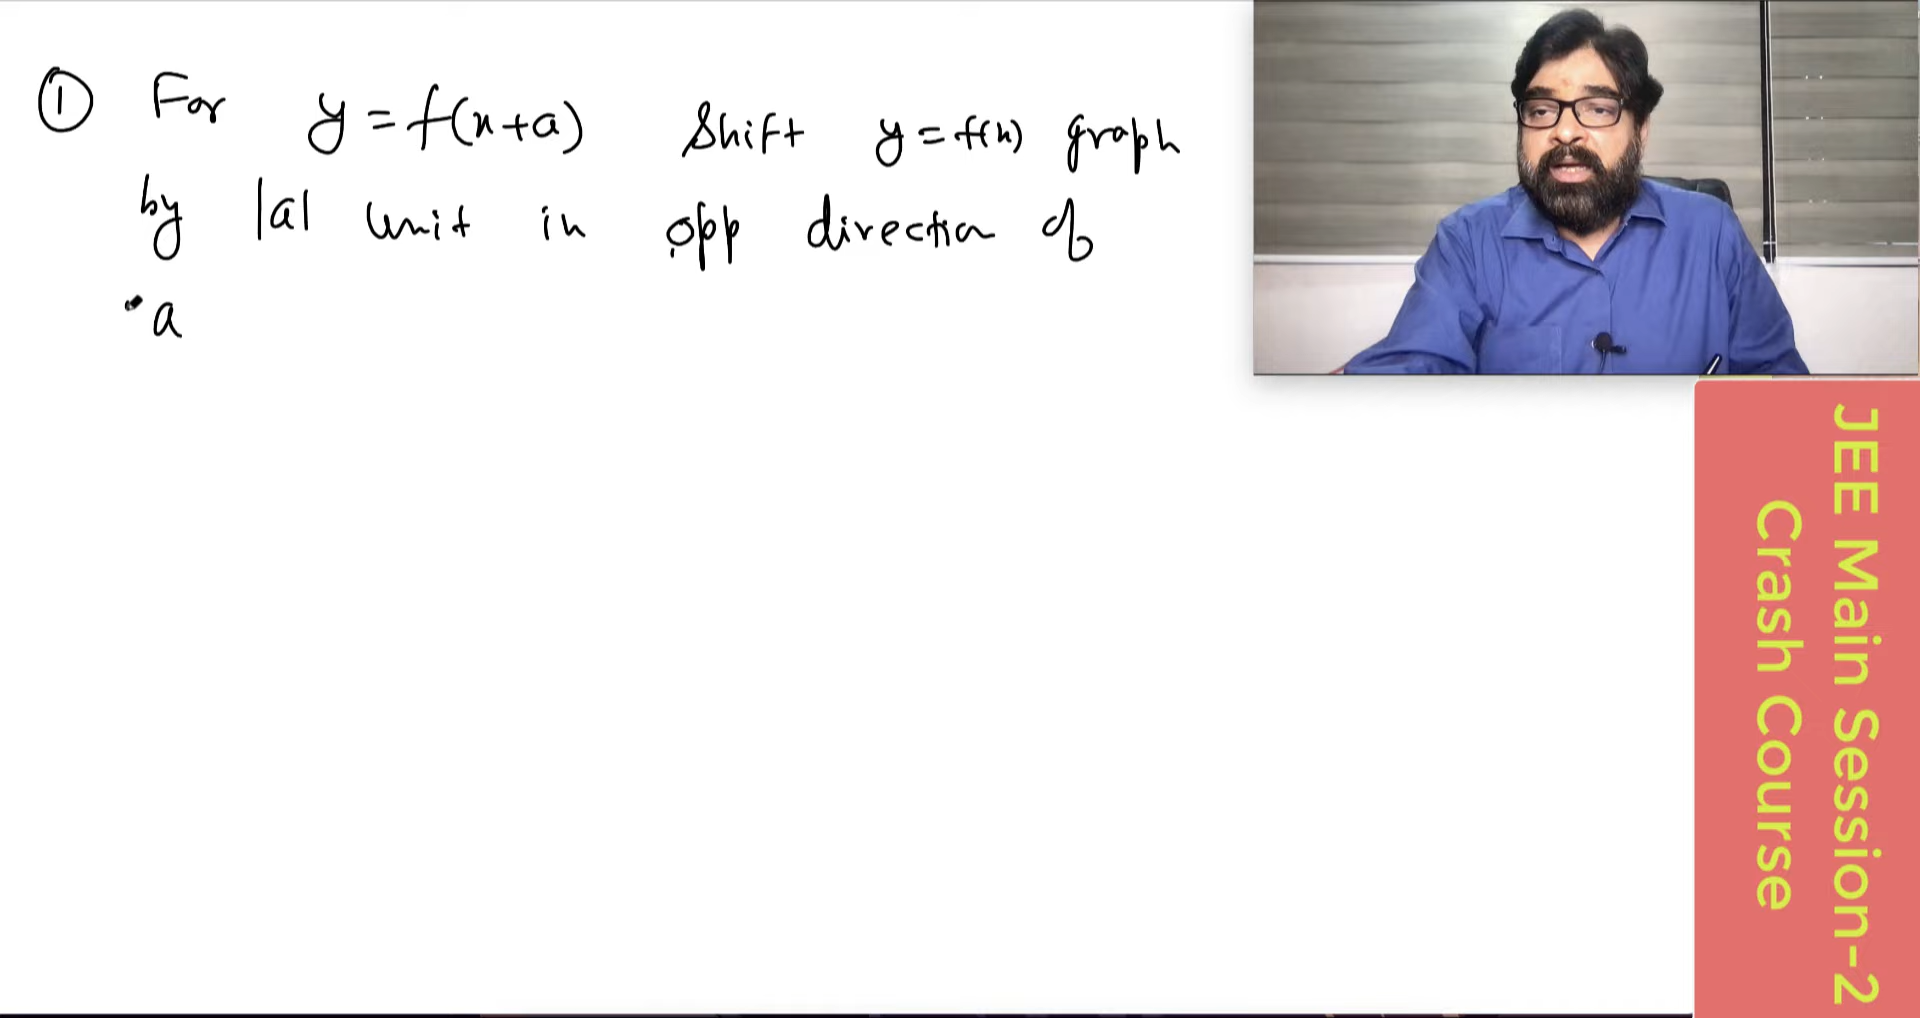 ① For y = f(x+a) Shift y = f(x) graph
by |a| unit in opp direction of
a
JEE Main Session-2
Crash Course